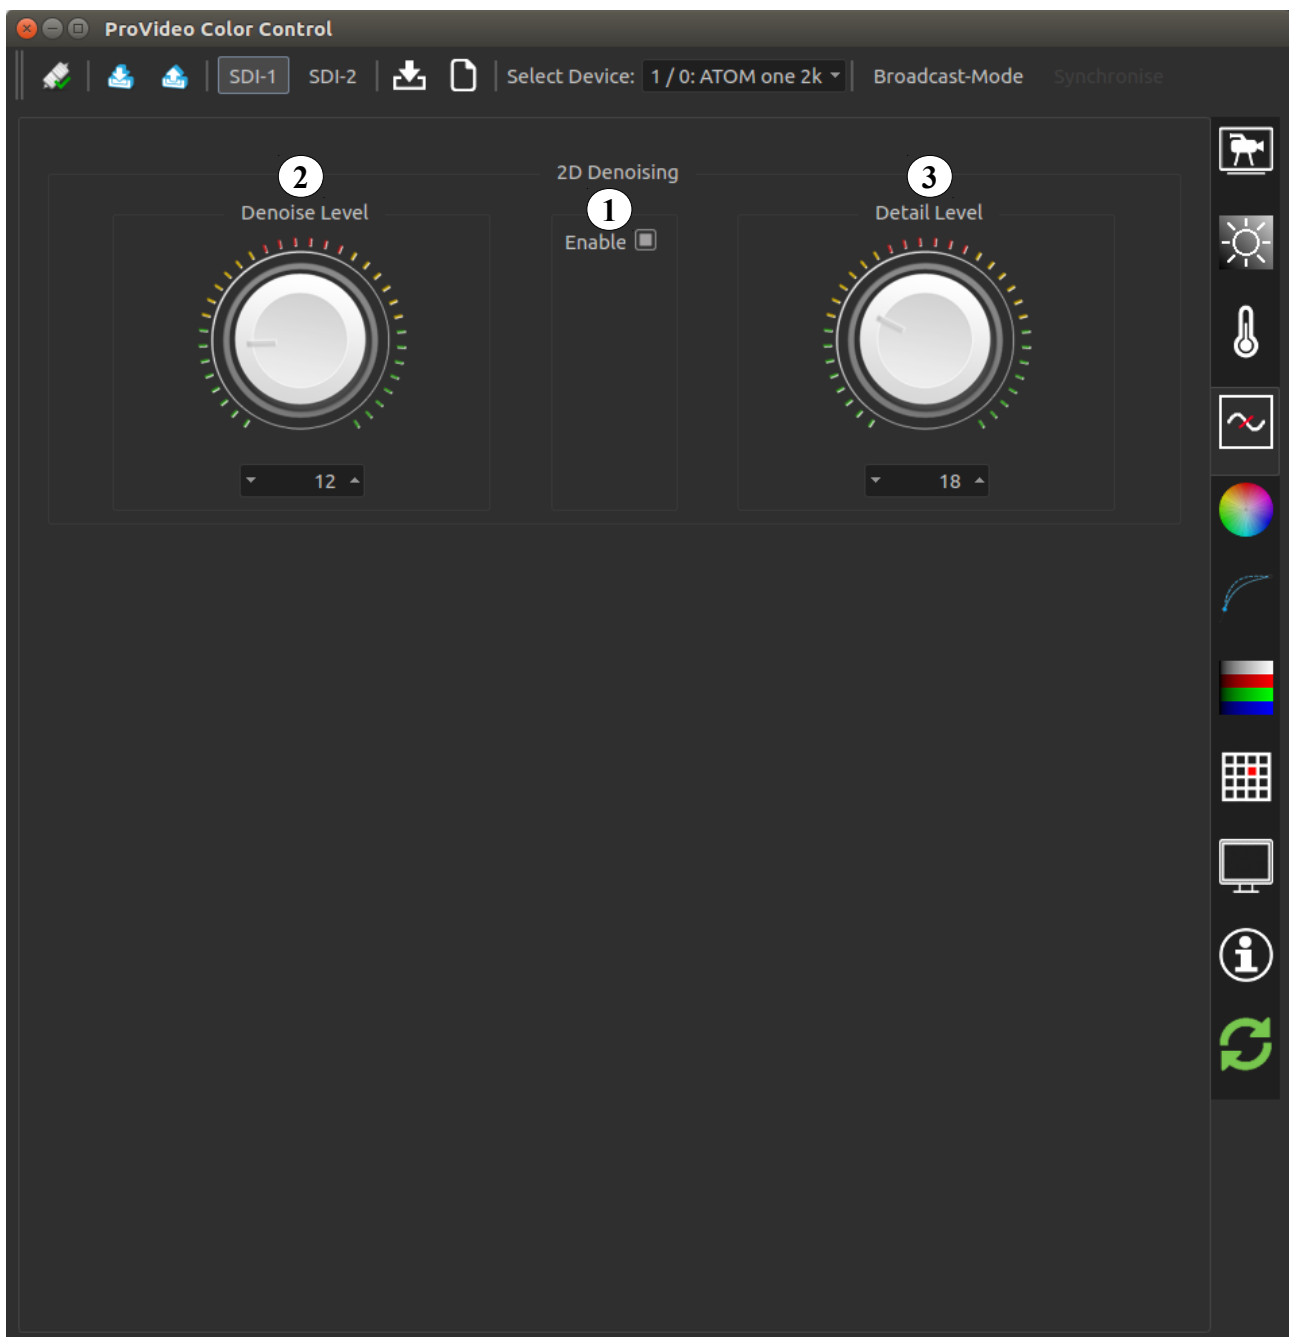 ProVideo Color Control
SDI-1 SDI-2 Select Device: 1 / 0: ATOM one 2k Broadcast-Mode Synchronise
2D Denoising
2 1 3
Denoise Level Enable Detail Level
12 18